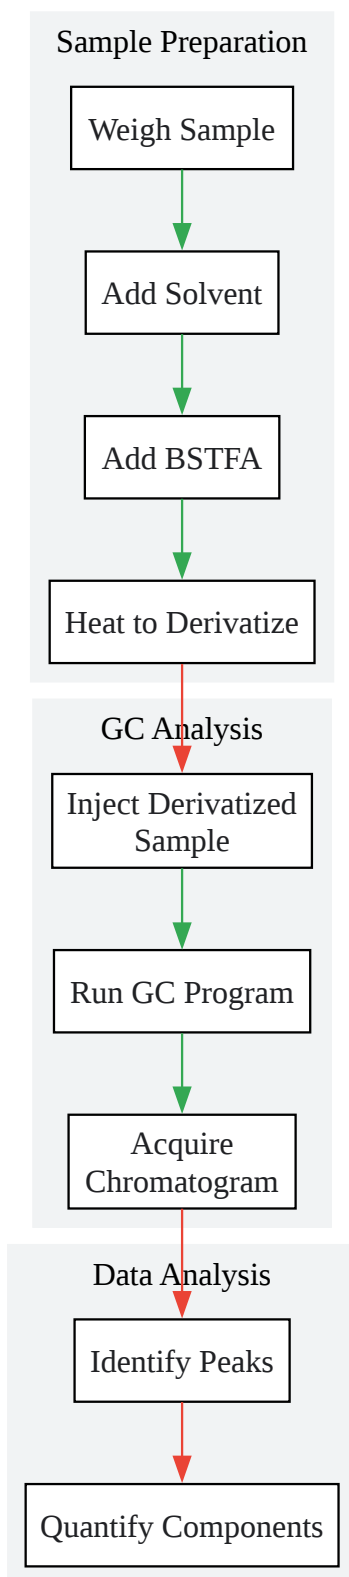 Sample Preparation
Weigh Sample
Add Solvent
Add BSTFA
Heat to Derivatize
GC Analysis
Inject Derivatized
Sample
Run GC Program
Acquire
Chromatogram
Data Analysis
Identify Peaks
Quantify Components